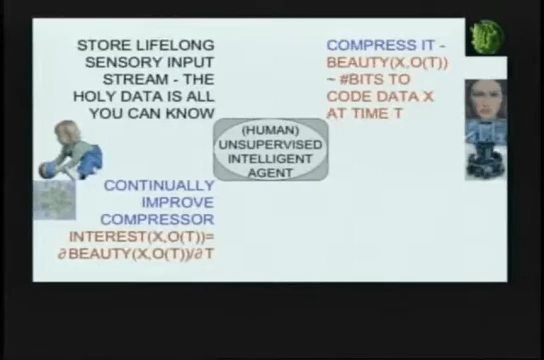 STORE LIFELONG
SENSORY INPUT
STREAM - THE
HOLY DATA IS ALL
YOU CAN KNOW
COMPRESS IT -
BEAUTY(X,O(T))
~ #BITS TO
CODE DATA X
AT TIME T
(HUMAN)
UNSUPERVISED
INTELLIGENT
AGENT
CONTINUALLY
IMPROVE
COMPRESSOR
INTEREST(X,O(T))=
∂BEAUTY(X,O(T))/∂T